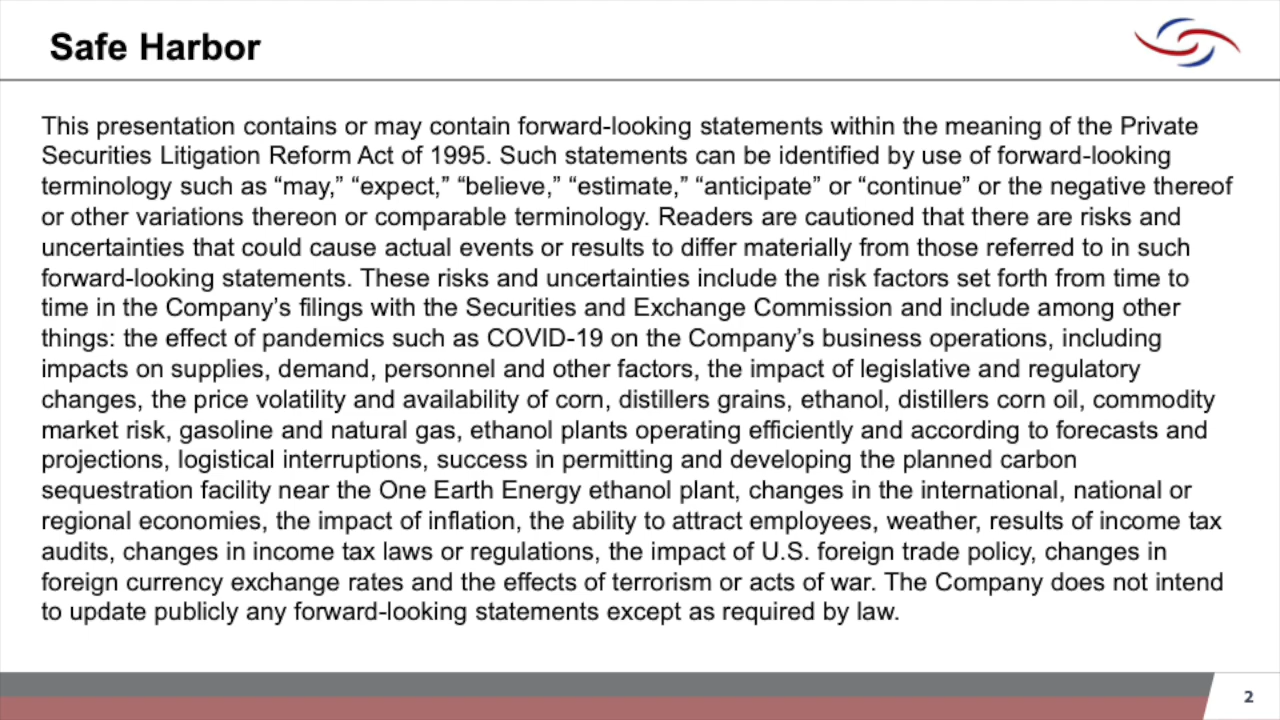 Safe Harbor
This presentation contains or may contain forward-looking statements within the meaning of the Private
Securities Litigation Reform Act of 1995. Such statements can be identified by use of forward-looking
terminology such as “may,” “expect,” “believe,” “estimate,” “anticipate” or “continue” or the negative thereof
or other variations thereon or comparable terminology. Readers are cautioned that there are risks and
uncertainties that could cause actual events or results to differ materially from those referred to in such
forward-looking statements. These risks and uncertainties include the risk factors set forth from time to
time in the Company’s filings with the Securities and Exchange Commission and include among other
things: the effect of pandemics such as COVID-19 on the Company’s business operations, including
impacts on supplies, demand, personnel and other factors, the impact of legislative and regulatory
changes, the price volatility and availability of corn, distillers grains, ethanol, distillers corn oil, commodity
market risk, gasoline and natural gas, ethanol plants operating efficiently and according to forecasts and
projections, logistical interruptions, success in permitting and developing the planned carbon
sequestration facility near the One Earth Energy ethanol plant, changes in the international, national or
regional economies, the impact of inflation, the ability to attract employees, weather, results of income tax
audits, changes in income tax laws or regulations, the impact of U.S. foreign trade policy, changes in
foreign currency exchange rates and the effects of terrorism or acts of war. The Company does not intend
to update publicly any forward-looking statements except as required by law.
2